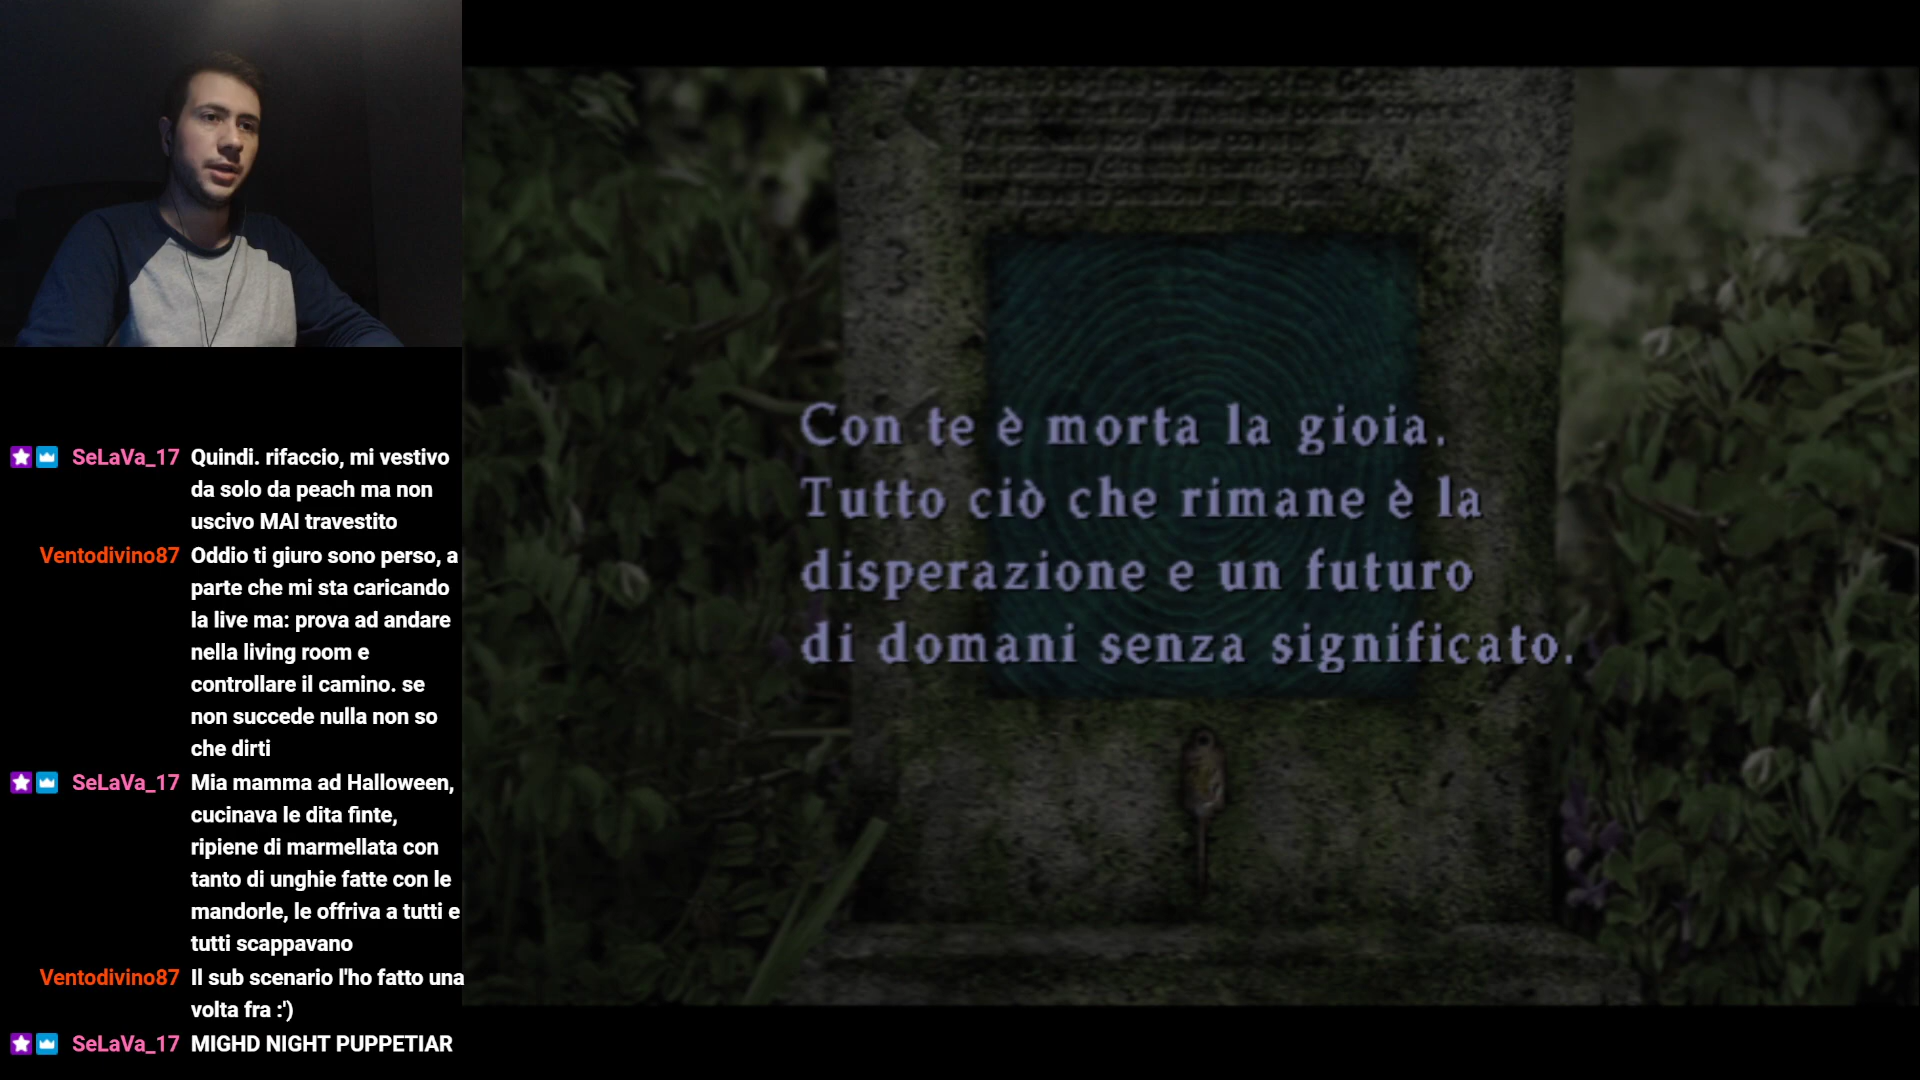 SeLaVa_17 Quindi. rifaccio, mi vestivo
da solo da peach ma non
uscivo MAI travestito
Ventodivino87 Oddio ti giuro sono perso, a
parte che mi sta caricando
la live ma: prova ad andare
nella living room e
controllare il camino. se
non succede nulla non so
che dirti
SeLaVa_17 Mia mamma ad Halloween,
cucinava le dita finte,
ripiene di marmellata con
tanto di unghie fatte con le
mandorle, le offriva a tutti e
tutti scappavano
Ventodivino87 Il sub scenario l'ho fatto una
volta fra :')
SeLaVa_17 MIGHD NIGHT PUPPETIAR
Con te è morta la gioia.
Tutto ciò che rimane è la
disperazione e un futuro
di domani senza significato.